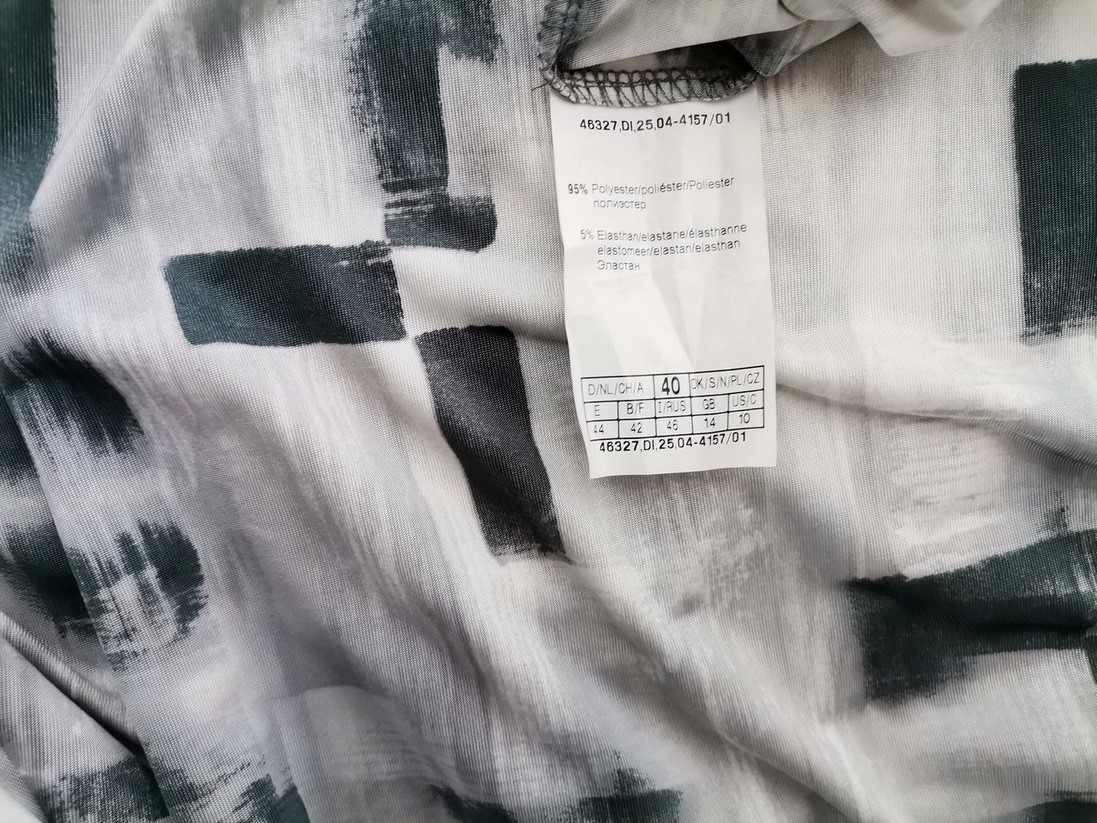 46327,DI,25,04-4157/01
95% Polyester/poliéster/Poliester
полиэстер
5% Elasthan/elastane/élasthanne
elastomeer/elastan/elasthan
Эластан
D/NL/CH/A 40 DK/S/N/PL/CZ
E B/F I/RUS GB US/C
44 42 46 14 10
46327,DI,25,04-4157/01